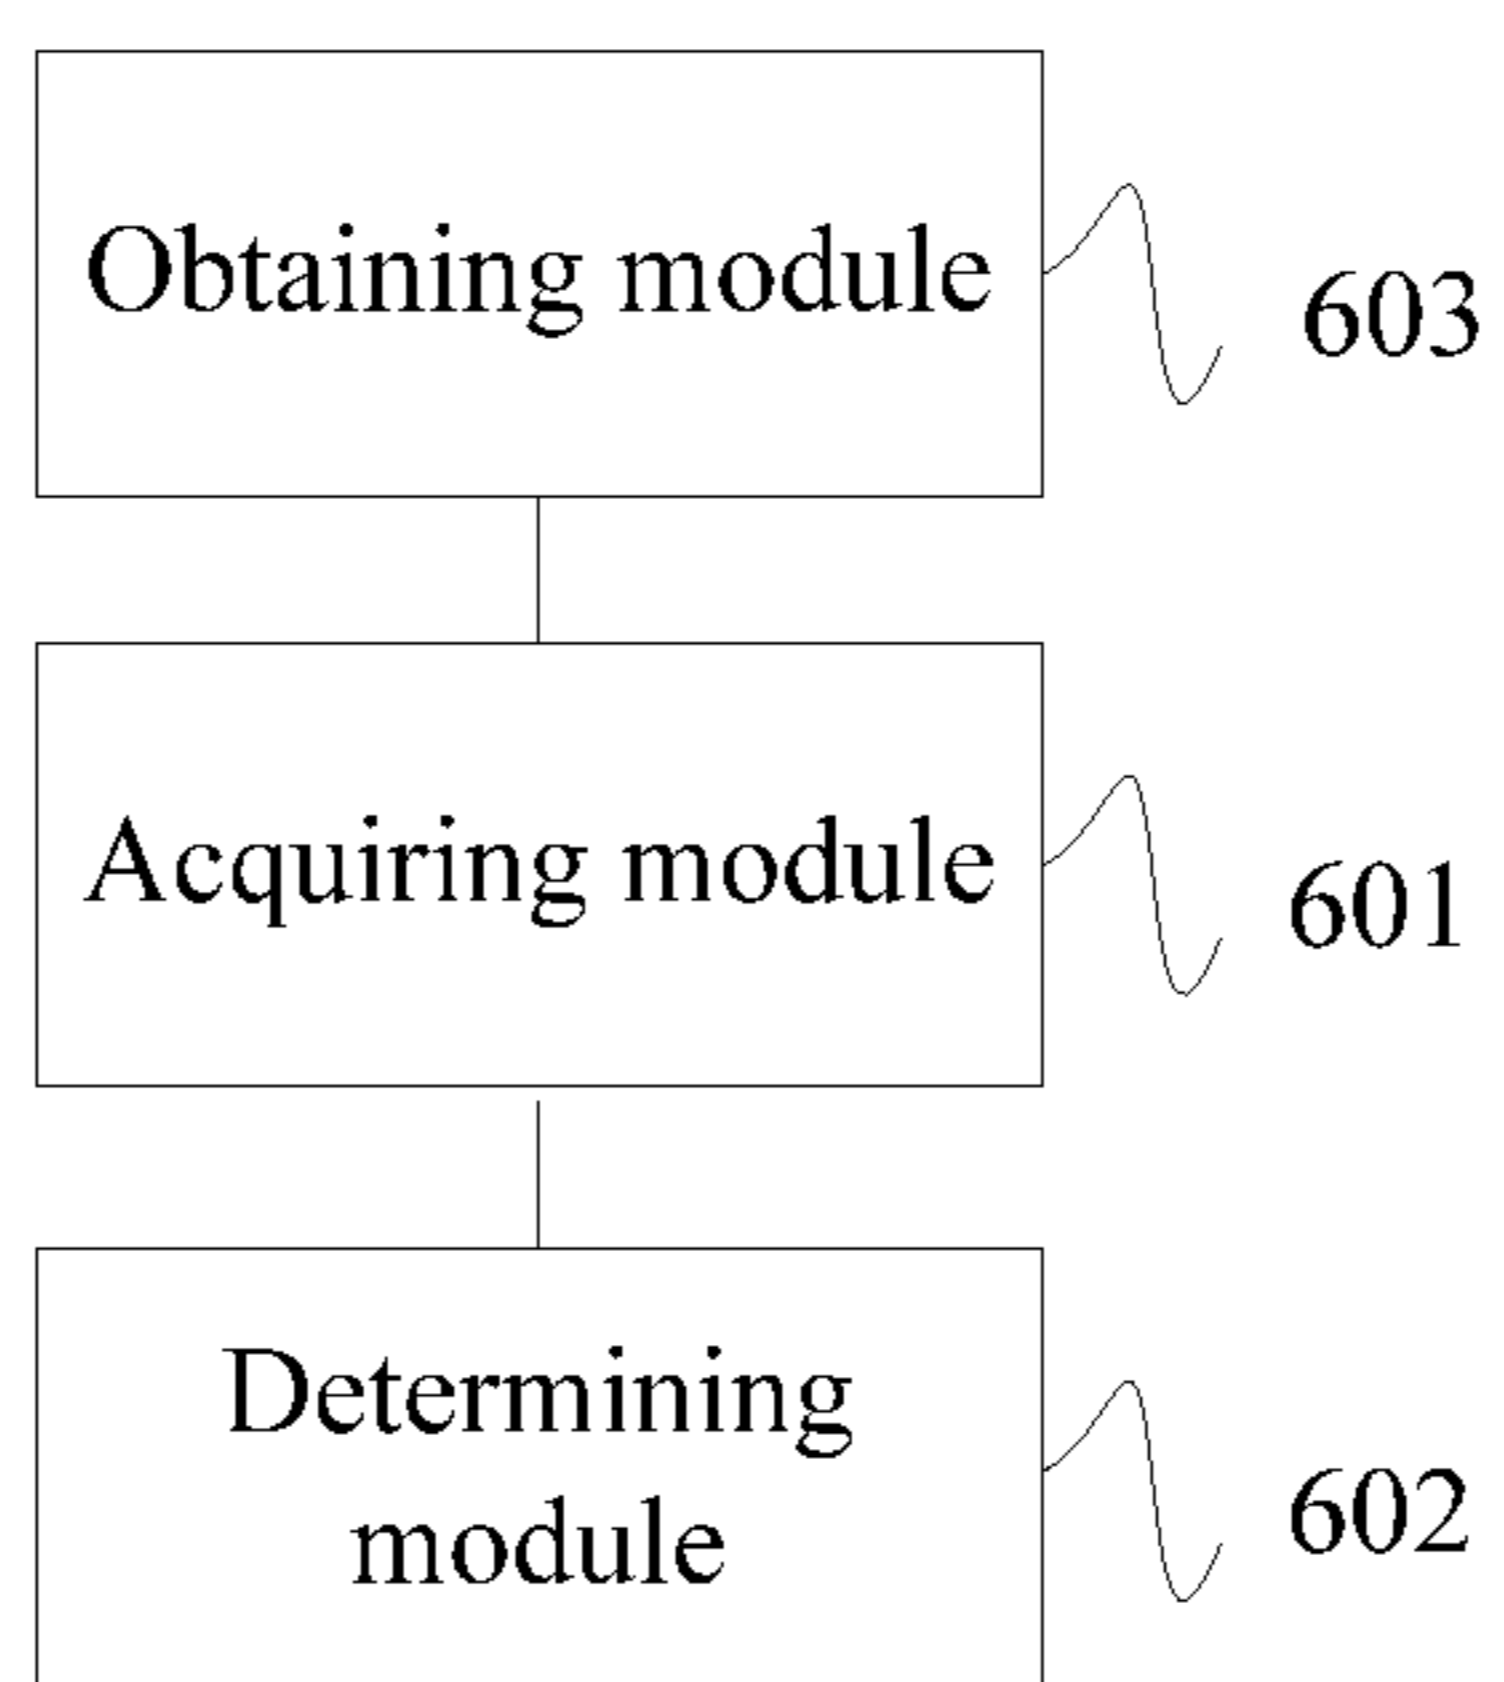 Obtaining module
603
Acquiring module
601
Determining
module
602